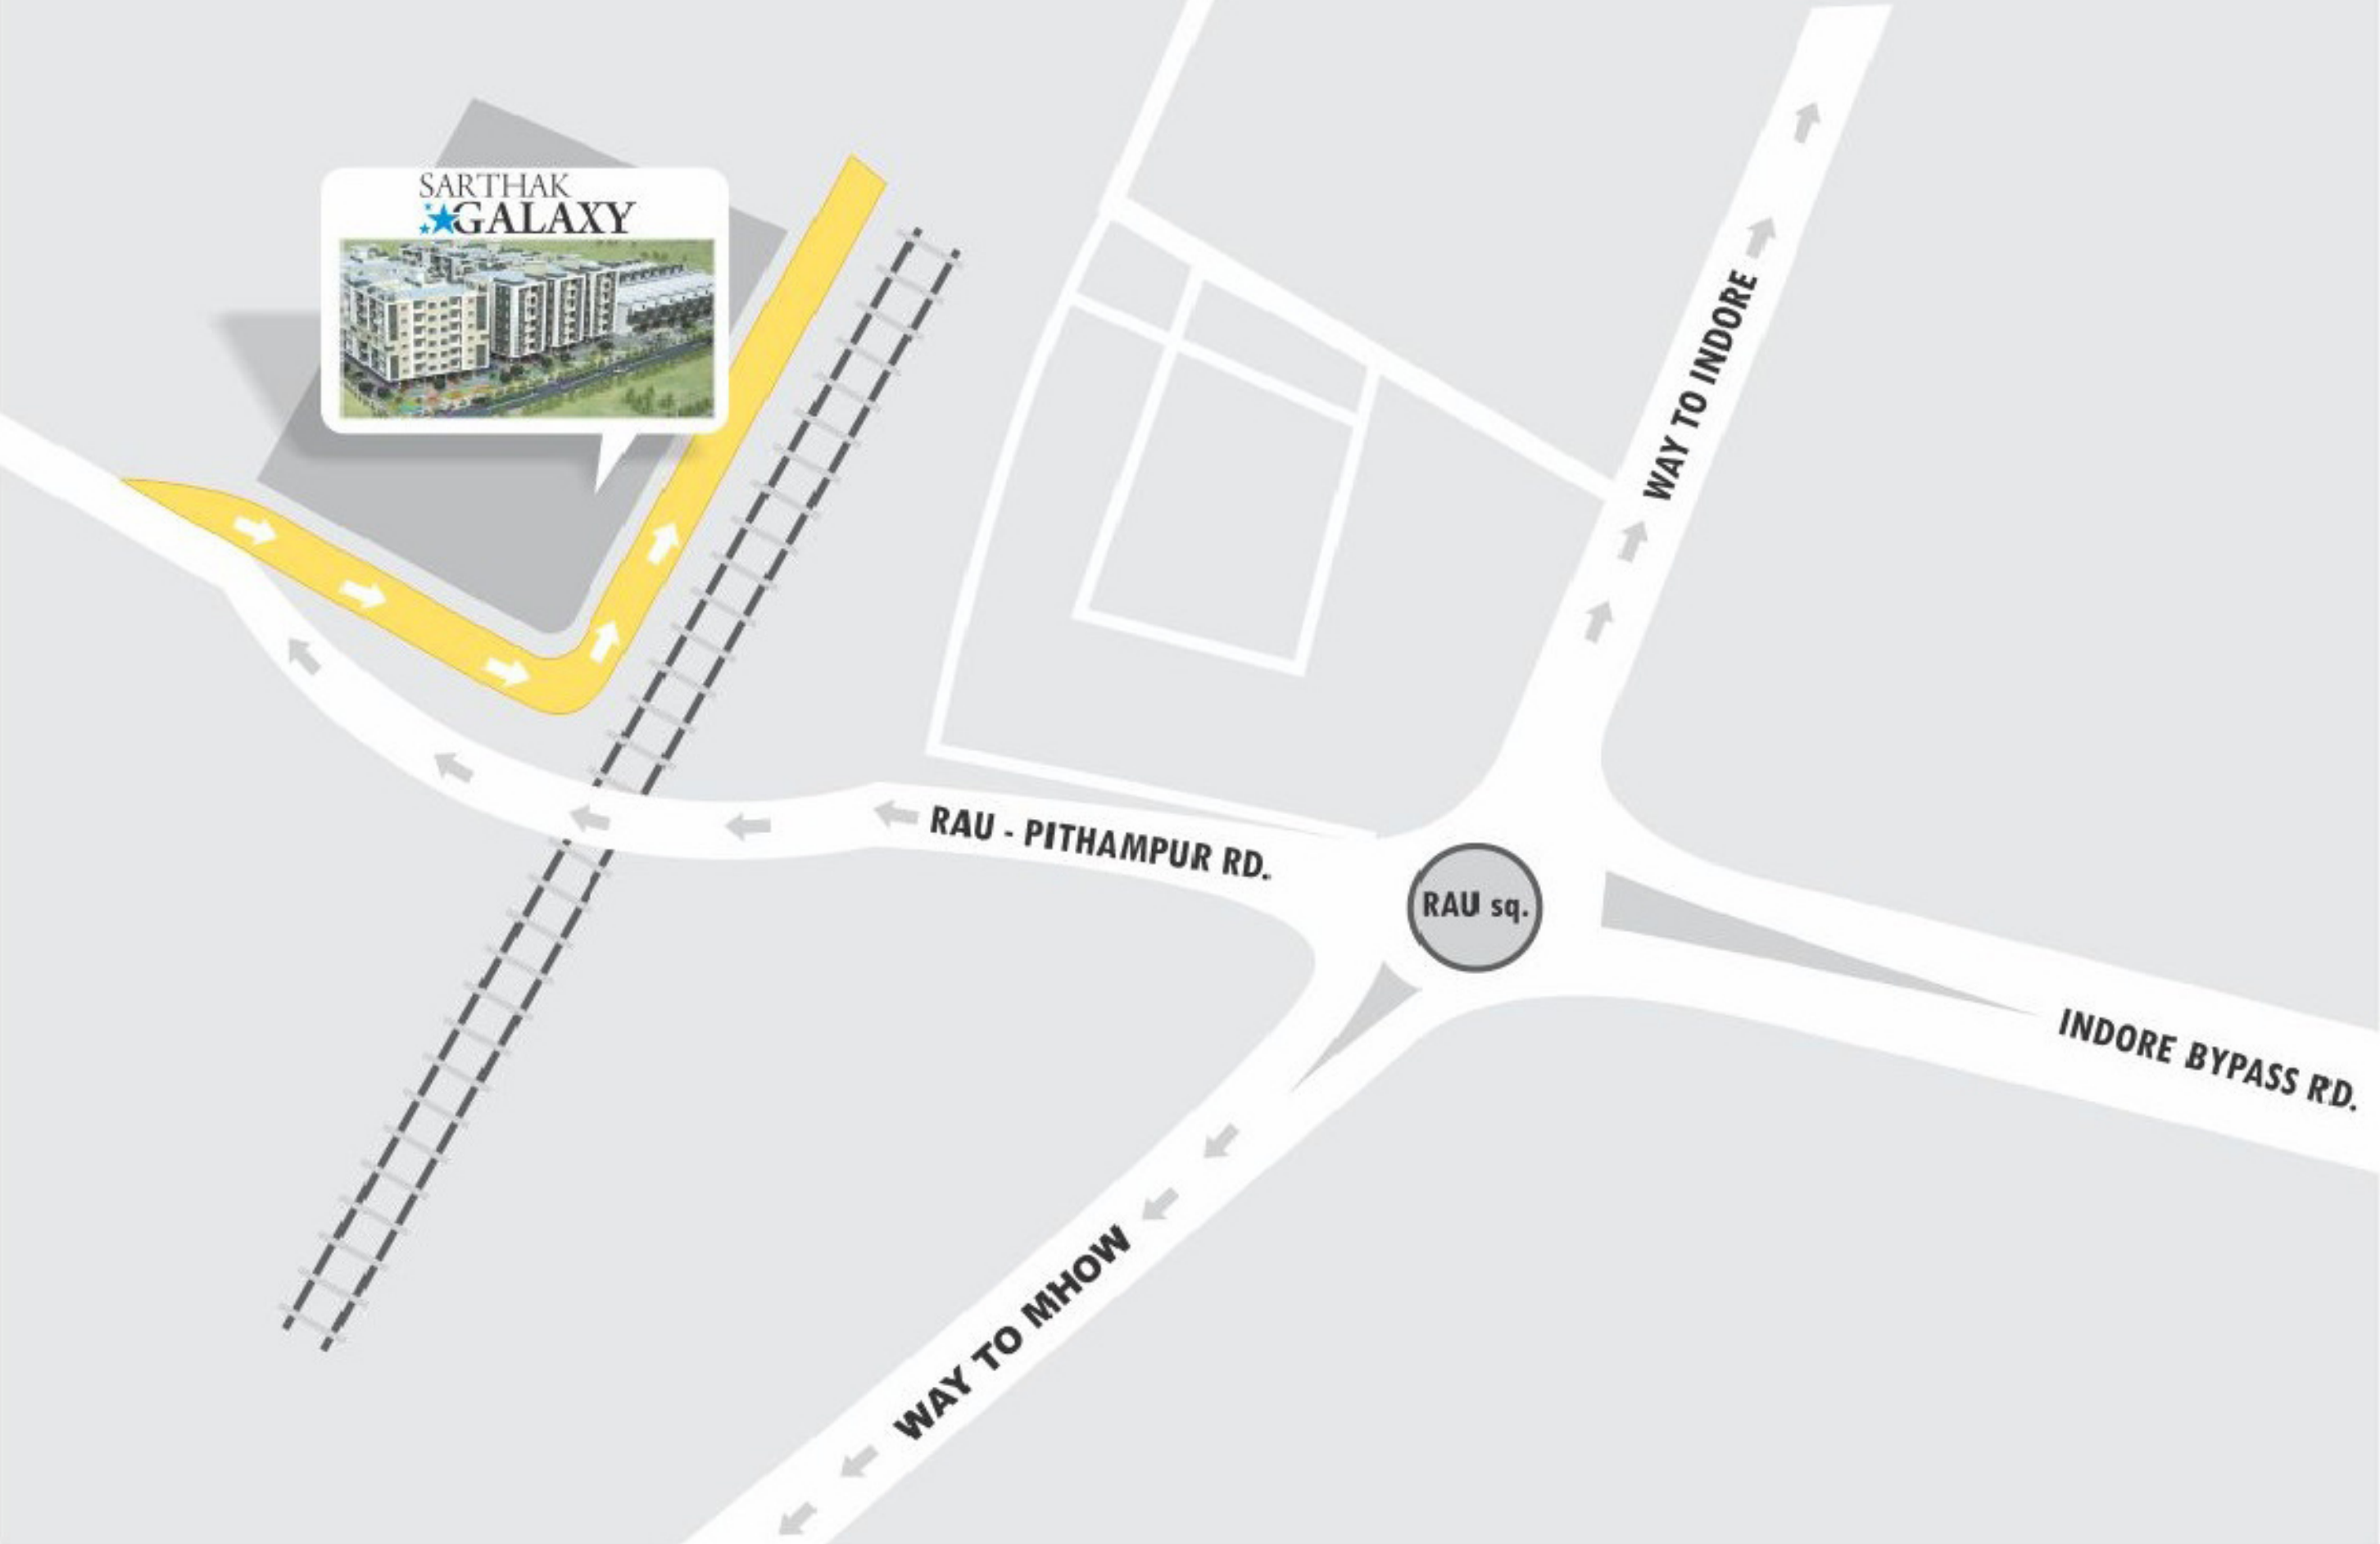 SARTHAK
GALAXY
WAY TO INDORE
RAU - PITHAMPUR RD.
RAU sq.
INDORE BYPASS RD.
WAY TO MHOW